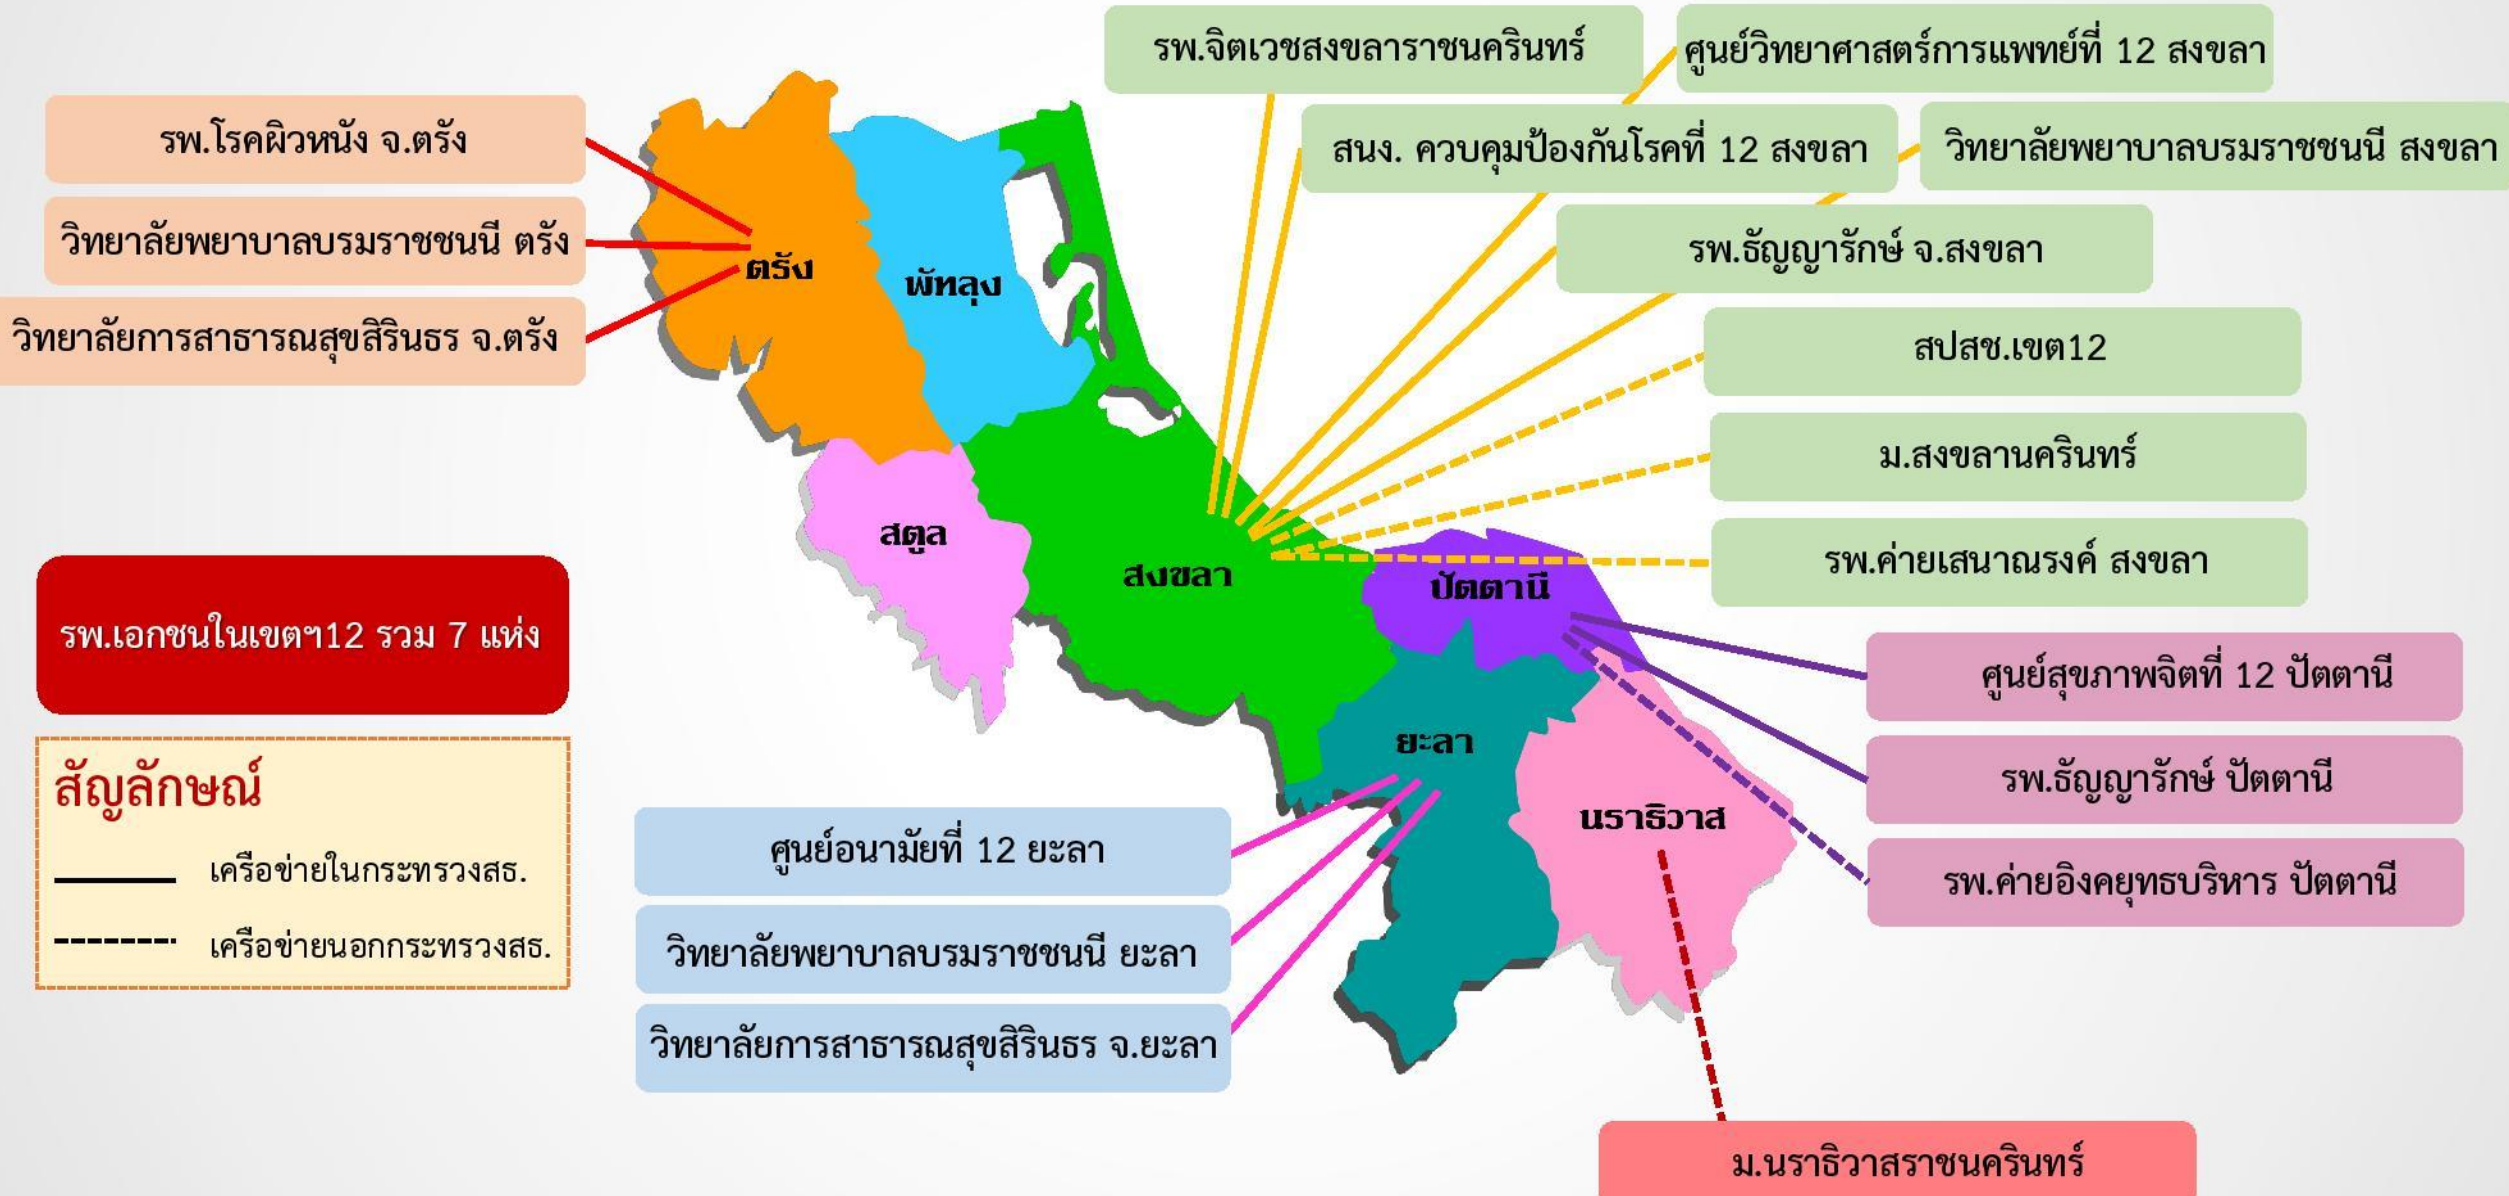 รพ.จิตเวชสงขลาราชนครินทร์
ศูนย์วิทยาศาสตร์การแพทย์ที่ 12 สงขลา
รพ.โรคผิวหนัง จ.ตรัง
สนง. ควบคุมป้องกันโรคที่ 12 สงขลา
วิทยาลัยพยาบาลบรมราชชนนี สงขลา
วิทยาลัยพยาบาลบรมราชชนนี ตรัง
รพ.ธัญญารักษ์ จ.สงขลา
ตรัง
พัทลุง
วิทยาลัยการสาธารณสุขสิรินธร จ.ตรัง
สปสช.เขต12
ม.สงขลานครินทร์
สตูล
สงขลา
รพ.ค่ายเสนาณรงค์ สงขลา
ปัตตานี
รพ.เอกชนในเขตฯ12 รวม 7 แห่ง
ศูนย์สุขภาพจิตที่ 12 ปัตตานี
ยะลา
รพ.ธัญญารักษ์ ปัตตานี
สัญลักษณ์
นราธิวาส
ศูนย์อนามัยที่ 12 ยะลา
เครือข่ายในกระทรวงสธ.
รพ.ค่ายอิงคยุทธบริหาร ปัตตานี
เครือข่ายนอกกระทรวงสธ.
วิทยาลัยพยาบาลบรมราชชนนี ยะลา
วิทยาลัยการสาธารณสุขสิรินธร จ.ยะลา
ม.นราธิวาสราชนครินทร์